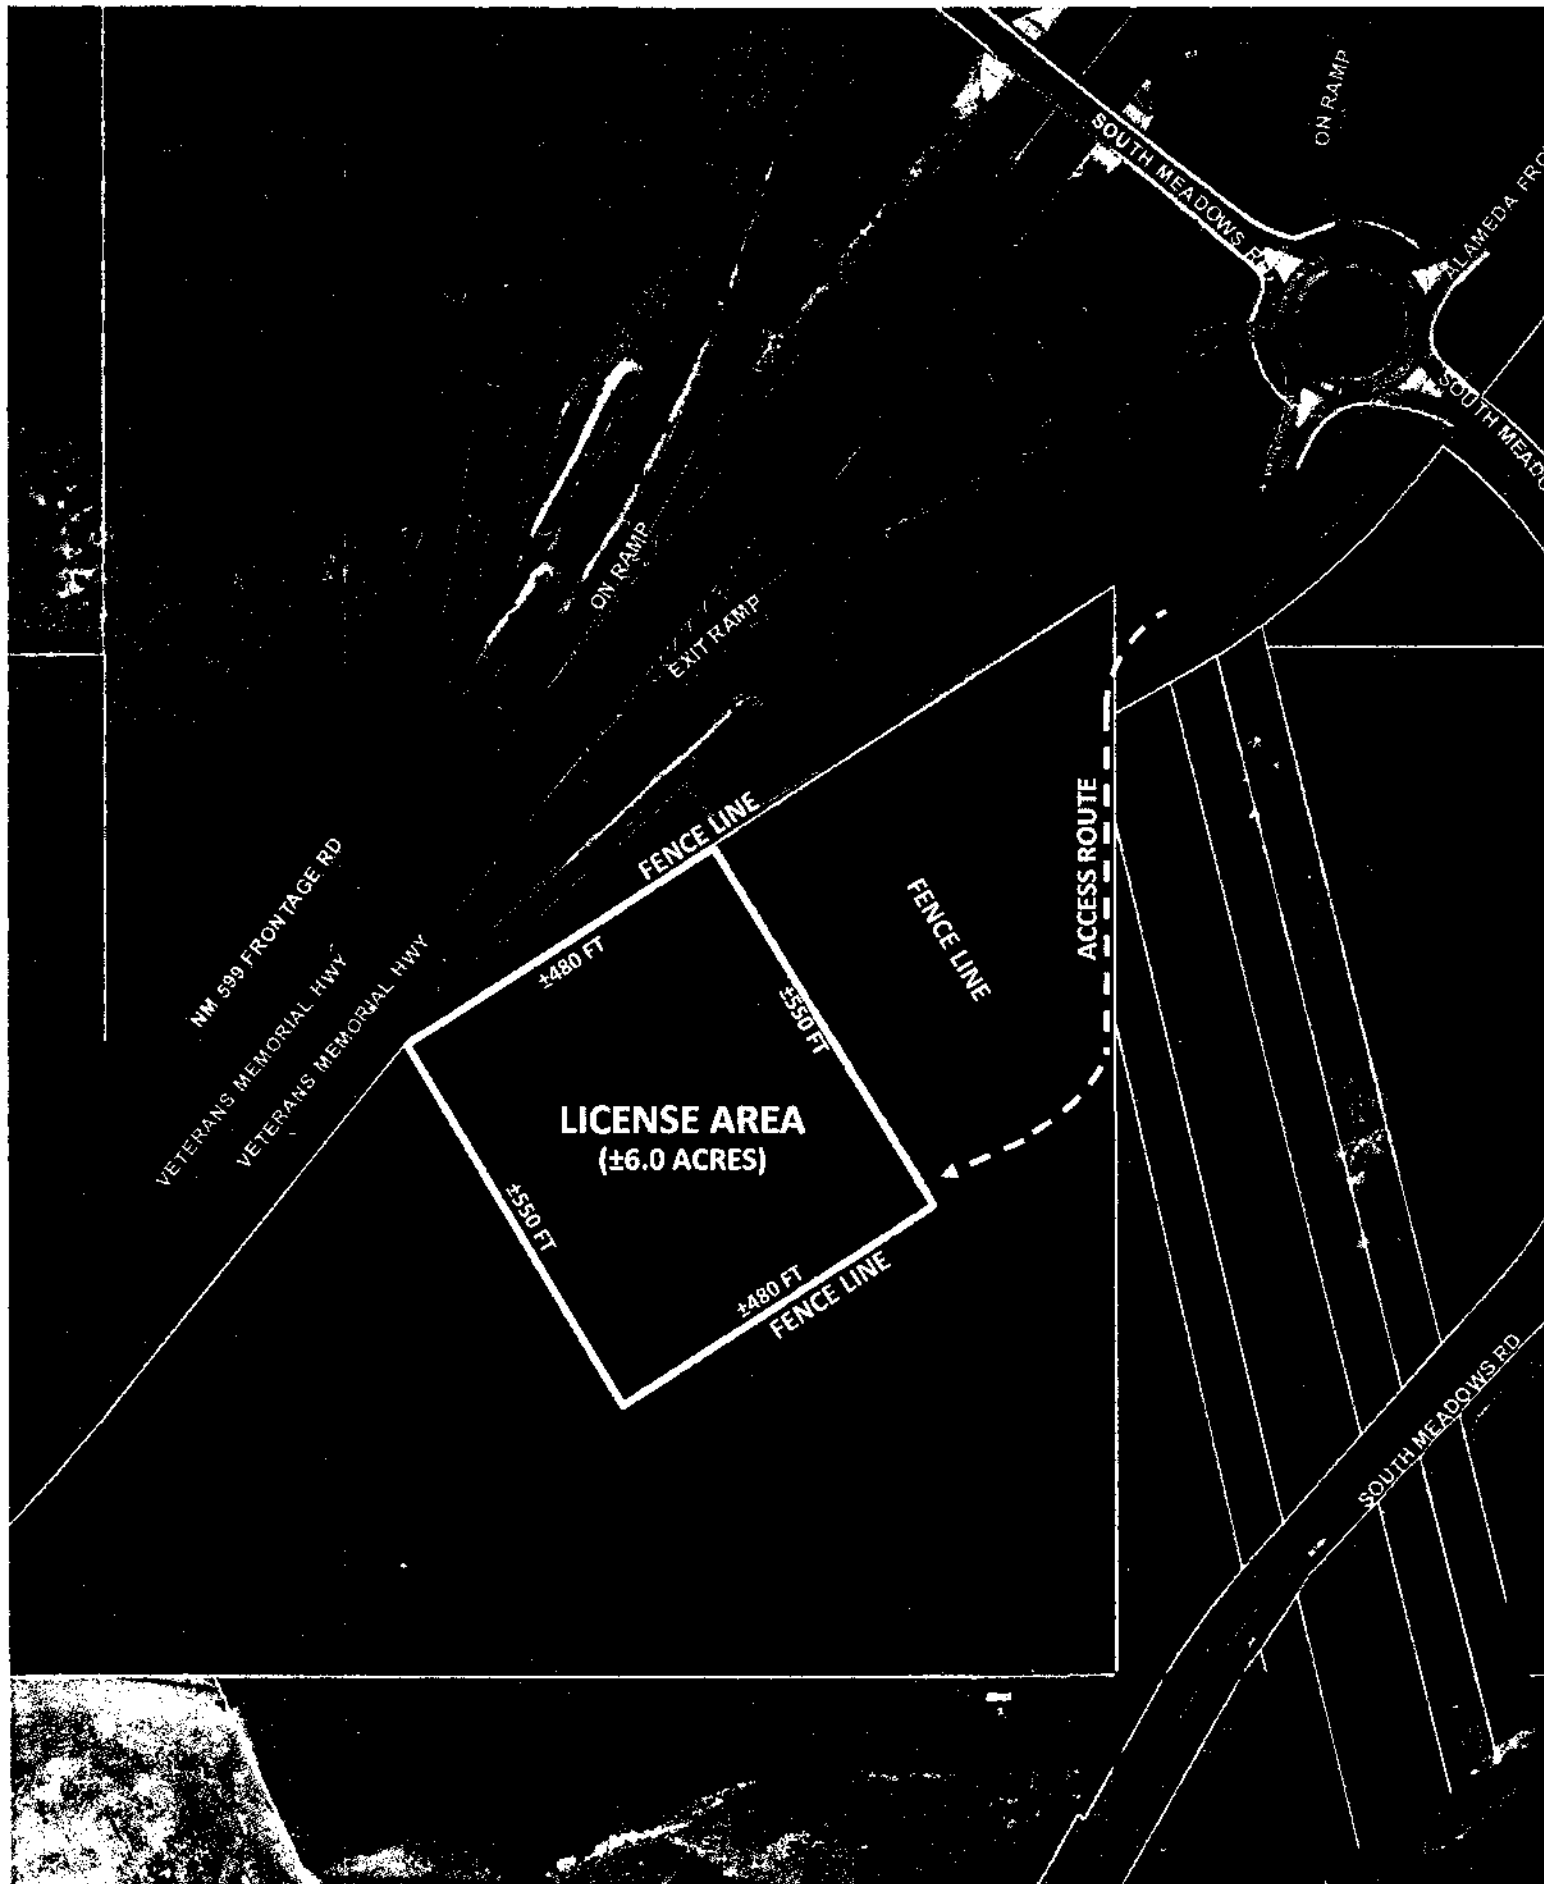 ON RAMP
SOUTH MEADOWS RD
ALAMEDA FRO
SOUTH MEADO
ON RAMP
EXIT RAMP
FENCE LINE
ACCESS ROUTE
NM 599 FRONTAGE RD
VETERANS MEMORIAL HWY
VETERANS MEMORIAL HWY
±480 FT
FENCE LINE
±550 FT
LICENSE AREA
(±6.0 ACRES)
±550 FT
±480 FT
FENCE LINE
SOUTH MEADOWS RD